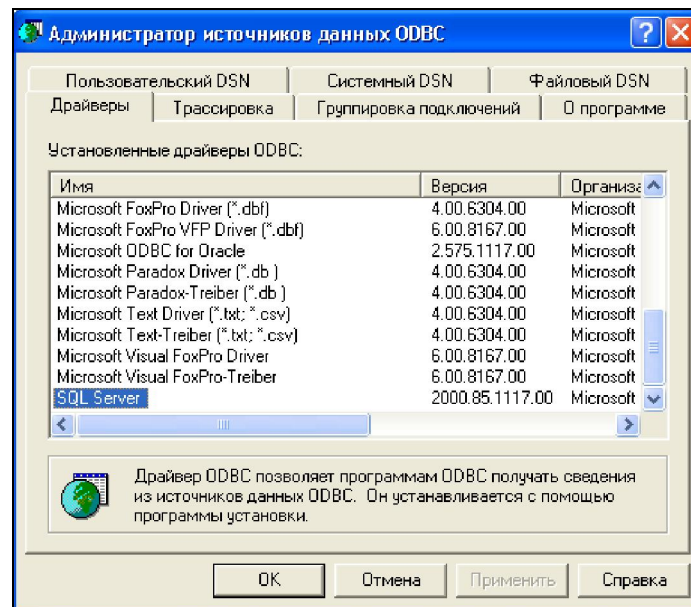 Администратор источников данных ODBC
Пользовательский DSN Системный DSN Файловый DSN
Драйверы Трассировка Группировка подключений О программе
Установленные драйверы ODBC:
Имя Версия Организа
Microsoft FoxPro Driver (*.dbf) 4.00.6304.00 Microsoft
Microsoft FoxPro VFP Driver (*.dbf) 6.00.8167.00 Microsoft
Microsoft ODBC for Oracle 2.575.1117.00 Microsoft
Microsoft Paradox Driver (*.db ) 4.00.6304.00 Microsoft
Microsoft Paradox-Treiber (*.db ) 4.00.6304.00 Microsoft
Microsoft Text Driver (*.txt; *.csv) 4.00.6304.00 Microsoft
Microsoft Text-Treiber (*.txt; *.csv) 4.00.6304.00 Microsoft
Microsoft Visual FoxPro Driver 6.00.8167.00 Microsoft
Microsoft Visual FoxPro-Treiber 6.00.8167.00 Microsoft
SQL Server 2000.85.1117.00 Microsoft
Драйвер ODBC позволяет программам ODBC получать сведения
из источников данных ODBC. Он устанавливается с помощью
программы установки.
OK Отмена Применить Справка